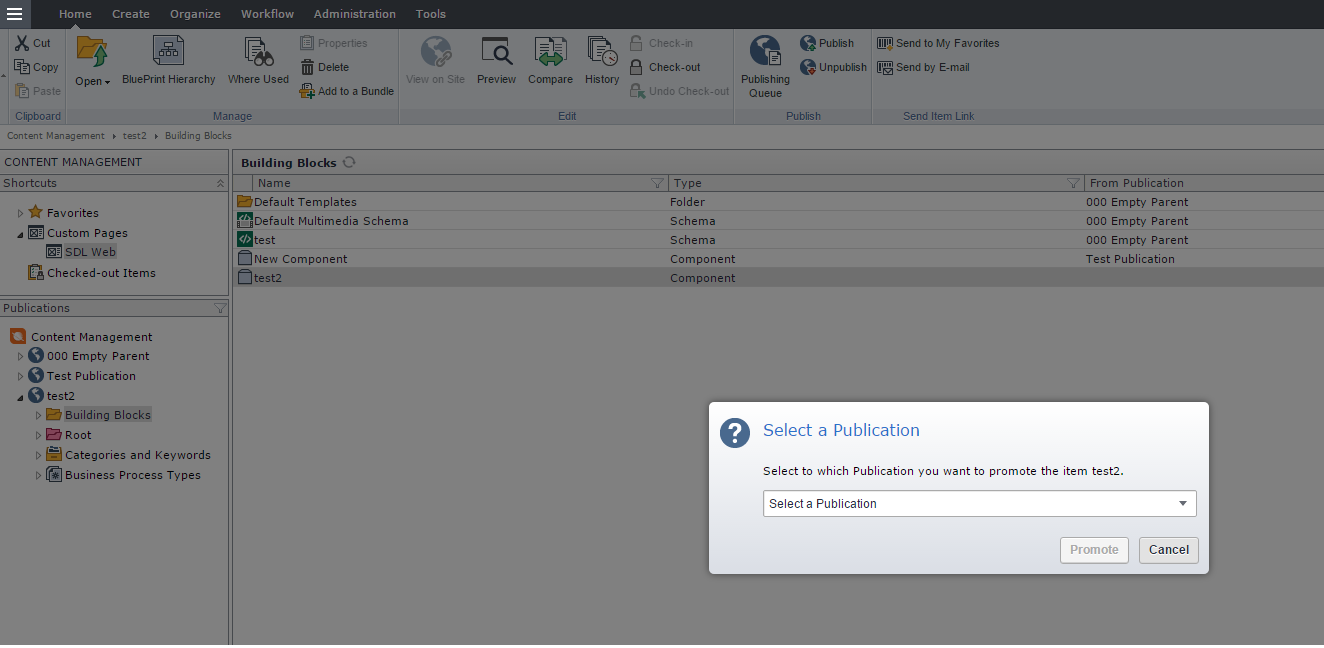 Home Create Organize Workflow Administration Tools
Cut
Copy
Paste
Clipboard
Open
BluePrint Hierarchy
Where Used
Properties
Delete
Add to a Bundle
Manage
View on Site
Preview
Compare
History
Check-in
Check-out
Undo Check-out
Edit
Publishing
Queue
Publish
Unpublish
Publish
Send to My Favorites
Send by E-mail
Send Item Link
Content Management test2 Building Blocks
CONTENT MANAGEMENT
Shortcuts
Favorites
Custom Pages
SDL Web
Checked-out Items
Publications
Content Management
000 Empty Parent
Test Publication
test2
Building Blocks
Root
Categories and Keywords
Business Process Types
Building Blocks
Name Type From Publication
Default Templates Folder 000 Empty Parent
Default Multimedia Schema Schema 000 Empty Parent
test Schema 000 Empty Parent
New Component Component Test Publication
test2 Component
Select a Publication
Select to which Publication you want to promote the item test2.
Select a Publication
Promote Cancel